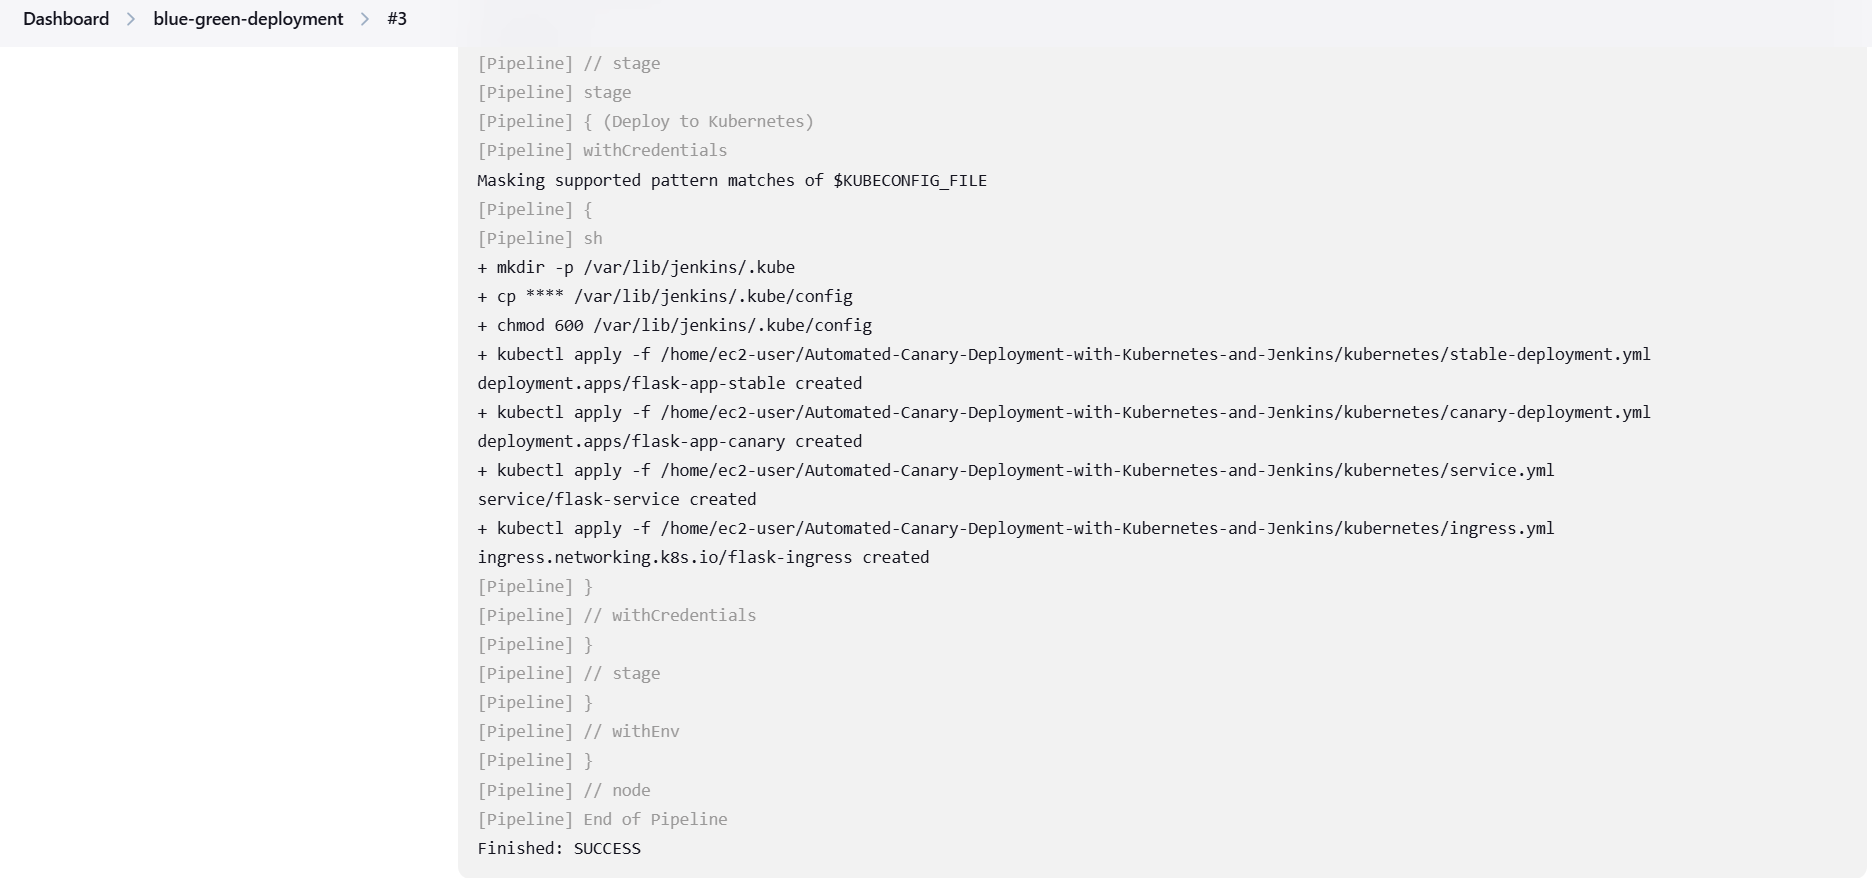 Dashboard > blue-green-deployment > #3
[Pipeline] // stage
[Pipeline] stage
[Pipeline] { (Deploy to Kubernetes)
[Pipeline] withCredentials
Masking supported pattern matches of $KUBECONFIG_FILE
[Pipeline] {
[Pipeline] sh
+ mkdir -p /var/lib/jenkins/.kube
+ cp **** /var/lib/jenkins/.kube/config
+ chmod 600 /var/lib/jenkins/.kube/config
+ kubectl apply -f /home/ec2-user/Automated-Canary-Deployment-with-Kubernetes-and-Jenkins/kubernetes/stable-deployment.yml
deployment.apps/flask-app-stable created
+ kubectl apply -f /home/ec2-user/Automated-Canary-Deployment-with-Kubernetes-and-Jenkins/kubernetes/canary-deployment.yml
deployment.apps/flask-app-canary created
+ kubectl apply -f /home/ec2-user/Automated-Canary-Deployment-with-Kubernetes-and-Jenkins/kubernetes/service.yml
service/flask-service created
+ kubectl apply -f /home/ec2-user/Automated-Canary-Deployment-with-Kubernetes-and-Jenkins/kubernetes/ingress.yml
ingress.networking.k8s.io/flask-ingress created
[Pipeline] }
[Pipeline] // withCredentials
[Pipeline] }
[Pipeline] // stage
[Pipeline] }
[Pipeline] // withEnv
[Pipeline] }
[Pipeline] // node
[Pipeline] End of Pipeline
Finished: SUCCESS